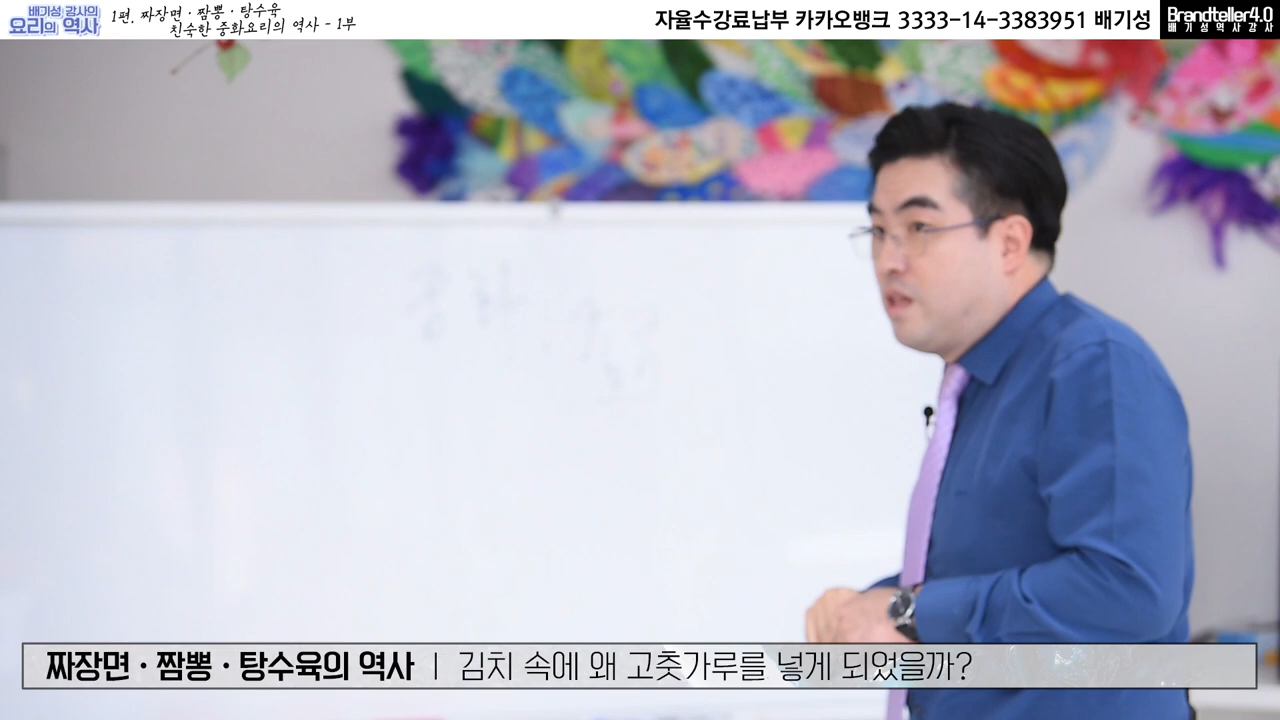 배기성 강사의
요리의 역사
1편. 짜장면 · 짬뽕 · 탕수육
친숙한 중화요리의 역사 - 1부
자율수강료납부 카카오뱅크 3333-14-3383951 배기성
Brandteller4.0
배기성역사강사
짜장면 · 짬뽕 · 탕수육의 역사 | 김치 속에 왜 고춧가루를 넣게 되었을까?